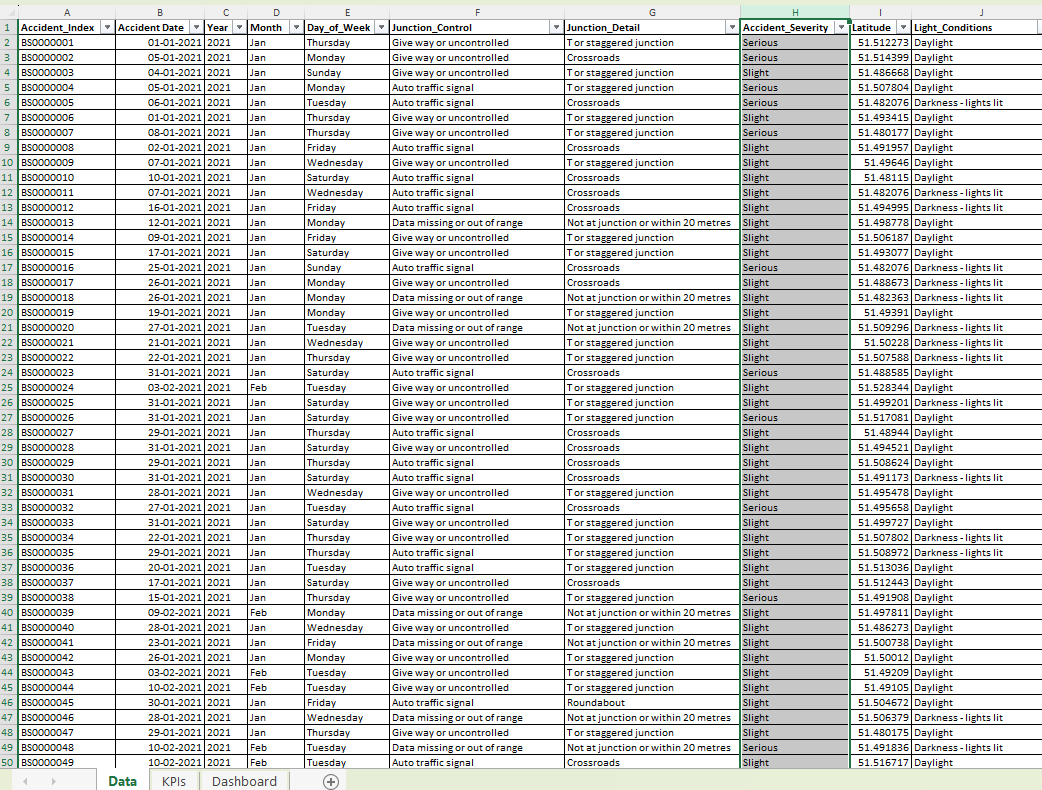 A B C D E F G H I J
1 Accident_Index Accident Date Year Month Day_of_Week Junction_Control Junction_Detail Accident_Severity Latitude Light_Conditions
2 BS0000001 01-01-2021 2021 Jan Thursday Give way or uncontrolled T or staggered junction Serious 51.512273 Daylight
3 BS0000002 05-01-2021 2021 Jan Monday Give way or uncontrolled Crossroads Serious 51.514399 Daylight
4 BS0000003 04-01-2021 2021 Jan Sunday Give way or uncontrolled T or staggered junction Slight 51.486668 Daylight
5 BS0000004 05-01-2021 2021 Jan Monday Auto traffic signal T or staggered junction Serious 51.507804 Daylight
6 BS0000005 06-01-2021 2021 Jan Tuesday Auto traffic signal Crossroads Serious 51.482076 Darkness - lights lit
7 BS0000006 01-01-2021 2021 Jan Thursday Give way or uncontrolled T or staggered junction Slight 51.493415 Daylight
8 BS0000007 08-01-2021 2021 Jan Thursday Give way or uncontrolled T or staggered junction Serious 51.480177 Daylight
9 BS0000008 02-01-2021 2021 Jan Friday Auto traffic signal Crossroads Slight 51.491957 Daylight
10 BS0000009 07-01-2021 2021 Jan Wednesday Give way or uncontrolled T or staggered junction Slight 51.49646 Daylight
11 BS0000010 10-01-2021 2021 Jan Saturday Auto traffic signal Crossroads Slight 51.48115 Daylight
12 BS0000011 07-01-2021 2021 Jan Wednesday Auto traffic signal Crossroads Slight 51.482076 Darkness - lights lit
13 BS0000012 16-01-2021 2021 Jan Friday Auto traffic signal Crossroads Slight 51.494995 Darkness - lights lit
14 BS0000013 12-01-2021 2021 Jan Monday Data missing or out of range Not at junction or within 20 metres Slight 51.498778 Daylight
15 BS0000014 09-01-2021 2021 Jan Friday Give way or uncontrolled T or staggered junction Slight 51.506187 Daylight
16 BS0000015 17-01-2021 2021 Jan Saturday Give way or uncontrolled T or staggered junction Slight 51.493077 Daylight
17 BS0000016 25-01-2021 2021 Jan Sunday Auto traffic signal Crossroads Serious 51.482076 Darkness - lights lit
18 BS0000017 26-01-2021 2021 Jan Monday Give way or uncontrolled Crossroads Slight 51.488673 Darkness - lights lit
19 BS0000018 26-01-2021 2021 Jan Monday Data missing or out of range Not at junction or within 20 metres Slight 51.482363 Darkness - lights lit
20 BS0000019 19-01-2021 2021 Jan Monday Give way or uncontrolled T or staggered junction Slight 51.49391 Daylight
21 BS0000020 27-01-2021 2021 Jan Tuesday Data missing or out of range Not at junction or within 20 metres Slight 51.509296 Darkness - lights lit
22 BS0000021 21-01-2021 2021 Jan Wednesday Give way or uncontrolled T or staggered junction Slight 51.50228 Darkness - lights lit
23 BS0000022 22-01-2021 2021 Jan Thursday Give way or uncontrolled T or staggered junction Slight 51.507588 Darkness - lights lit
24 BS0000023 31-01-2021 2021 Jan Saturday Auto traffic signal Crossroads Serious 51.488585 Daylight
25 BS0000024 03-02-2021 2021 Feb Tuesday Give way or uncontrolled T or staggered junction Slight 51.528344 Daylight
26 BS0000025 31-01-2021 2021 Jan Saturday Give way or uncontrolled T or staggered junction Slight 51.499201 Darkness - lights lit
27 BS0000026 31-01-2021 2021 Jan Saturday Give way or uncontrolled T or staggered junction Serious 51.517081 Daylight
28 BS0000027 29-01-2021 2021 Jan Thursday Auto traffic signal Crossroads Slight 51.48944 Daylight
29 BS0000028 31-01-2021 2021 Jan Saturday Give way or uncontrolled Crossroads Slight 51.494521 Daylight
30 BS0000029 29-01-2021 2021 Jan Thursday Auto traffic signal Crossroads Slight 51.508624 Daylight
31 BS0000030 31-01-2021 2021 Jan Saturday Auto traffic signal Crossroads Slight 51.491173 Darkness - lights lit
32 BS0000031 28-01-2021 2021 Jan Wednesday Give way or uncontrolled T or staggered junction Slight 51.495478 Daylight
33 BS0000032 27-01-2021 2021 Jan Tuesday Auto traffic signal Crossroads Serious 51.495658 Daylight
34 BS0000033 31-01-2021 2021 Jan Saturday Give way or uncontrolled T or staggered junction Slight 51.499727 Daylight
35 BS0000034 22-01-2021 2021 Jan Thursday Give way or uncontrolled T or staggered junction Slight 51.507802 Darkness - lights lit
36 BS0000035 29-01-2021 2021 Jan Thursday Auto traffic signal T or staggered junction Slight 51.508972 Darkness - lights lit
37 BS0000036 20-01-2021 2021 Jan Tuesday Auto traffic signal T or staggered junction Slight 51.513036 Daylight
38 BS0000037 17-01-2021 2021 Jan Saturday Give way or uncontrolled Crossroads Slight 51.512443 Daylight
39 BS0000038 15-01-2021 2021 Jan Thursday Give way or uncontrolled T or staggered junction Serious 51.491908 Daylight
40 BS0000039 09-02-2021 2021 Feb Monday Data missing or out of range Not at junction or within 20 metres Slight 51.497811 Daylight
41 BS0000040 28-01-2021 2021 Jan Wednesday Give way or uncontrolled T or staggered junction Slight 51.486273 Daylight
42 BS0000041 23-01-2021 2021 Jan Friday Data missing or out of range Not at junction or within 20 metres Slight 51.500738 Daylight
43 BS0000042 26-01-2021 2021 Jan Monday Give way or uncontrolled T or staggered junction Slight 51.50012 Daylight
44 BS0000043 03-02-2021 2021 Feb Tuesday Give way or uncontrolled T or staggered junction Slight 51.49209 Daylight
45 BS0000044 10-02-2021 2021 Feb Tuesday Give way or uncontrolled T or staggered junction Slight 51.49105 Daylight
46 BS0000045 30-01-2021 2021 Jan Friday Auto traffic signal Roundabout Slight 51.504672 Daylight
47 BS0000046 28-01-2021 2021 Jan Wednesday Data missing or out of range Not at junction or within 20 metres Slight 51.506379 Darkness - lights lit
48 BS0000047 29-01-2021 2021 Jan Thursday Give way or uncontrolled T or staggered junction Slight 51.480175 Daylight
49 BS0000048 10-02-2021 2021 Feb Tuesday Data missing or out of range Not at junction or within 20 metres Serious 51.491836 Darkness - lights lit
50 BS0000049 10-02-2021 2021 Feb Tuesday Auto traffic signal Crossroads Slight 51.516717 Daylight
Data KPIs Dashboard